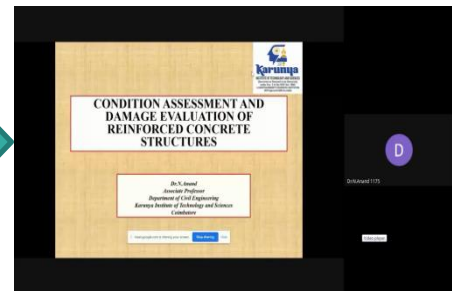 Karunya
CONDITION ASSESSMENT AND
DAMAGE EVALUATION OF
REINFORCED CONCRETE
STRUCTURES
Dr.N.Anand
Associate Professor
Department of Civil Engineering
Karunya Institute of Technology and Sciences
Coimbatore
Stop sharing
D
Dr.N.Anand 1173